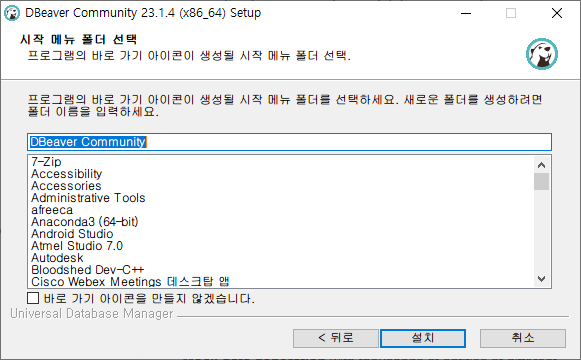 DBeaver Community 23.1.4 (x86_64) Setup
시작 메뉴 폴더 선택
프로그램의 바로 가기 아이콘이 생성될 시작 메뉴 폴더 선택.
프로그램의 바로 가기 아이콘이 생성될 시작 메뉴 폴더를 선택하세요. 새로운 폴더를 생성하려면
폴더 이름을 입력하세요.
DBeaver Community
7-Zip
Accessibility
Accessories
Administrative Tools
afreeca
Anaconda3 (64-bit)
Android Studio
Atmel Studio 7.0
Autodesk
Bloodshed Dev-C++
Cisco Webex Meetings 데스크탑 앱
바로 가기 아이콘을 만들지 않겠습니다.
Universal Database Manager
< 뒤로
설치
취소